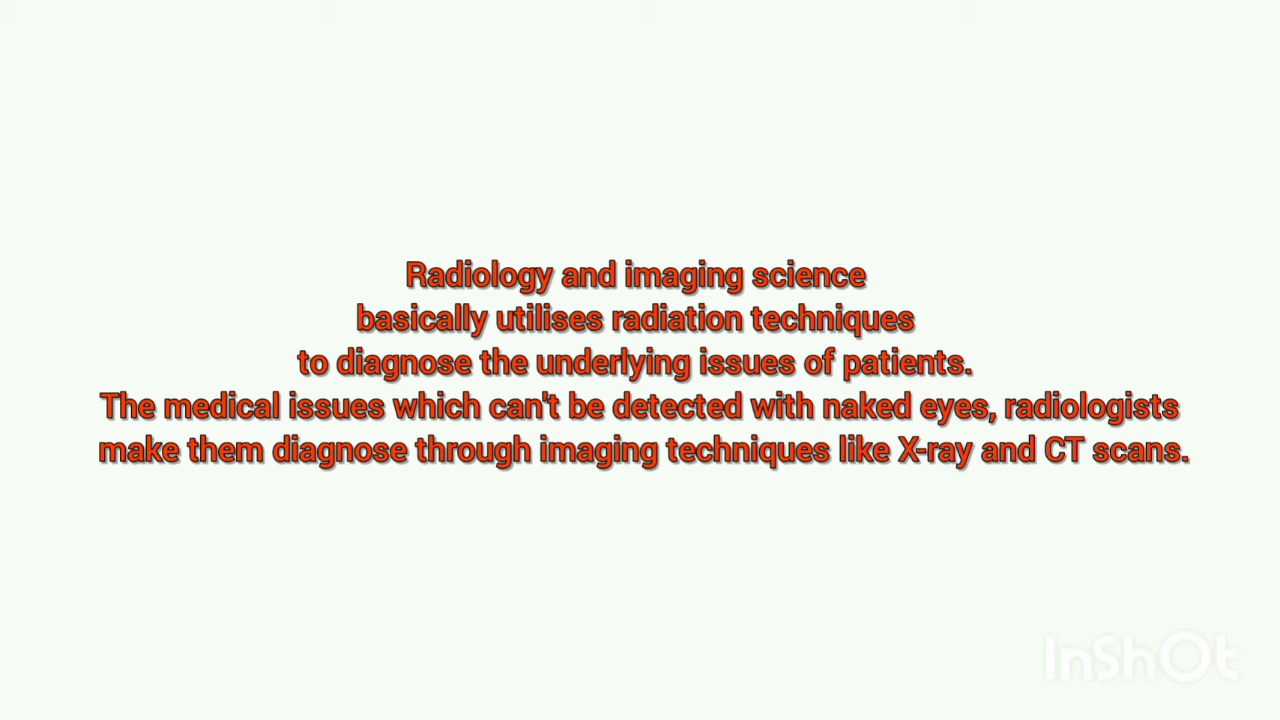 Radiology and imaging science
basically utilises radiation techniques
to diagnose the underlying issues of patients.
The medical issues which can't be detected with naked eyes, radiologists
make them diagnose through imaging techniques like X-ray and CT scans.
InShOt